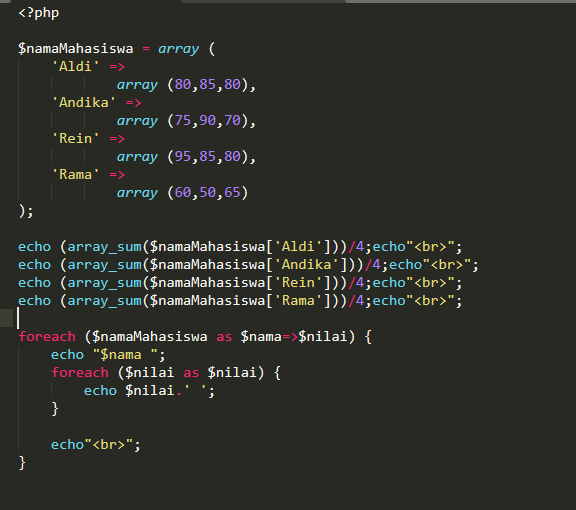 <?php
$namaMahasiswa = array (
'Aldi' =>
array (80,85,80),
'Andika' =>
array (75,90,70),
'Rein' =>
array (95,85,80),
'Rama' =>
array (60,50,65)
);
echo (array_sum($namaMahasiswa['Aldi']))/4;echo"<br>";
echo (array_sum($namaMahasiswa['Andika']))/4;echo"<br>";
echo (array_sum($namaMahasiswa['Rein']))/4;echo"<br>";
echo (array_sum($namaMahasiswa['Rama']))/4;echo"<br>";
foreach ($namaMahasiswa as $nama=>$nilai) {
echo "$nama ";
foreach ($nilai as $nilai) {
echo $nilai.' ';
}
echo"<br>";
}